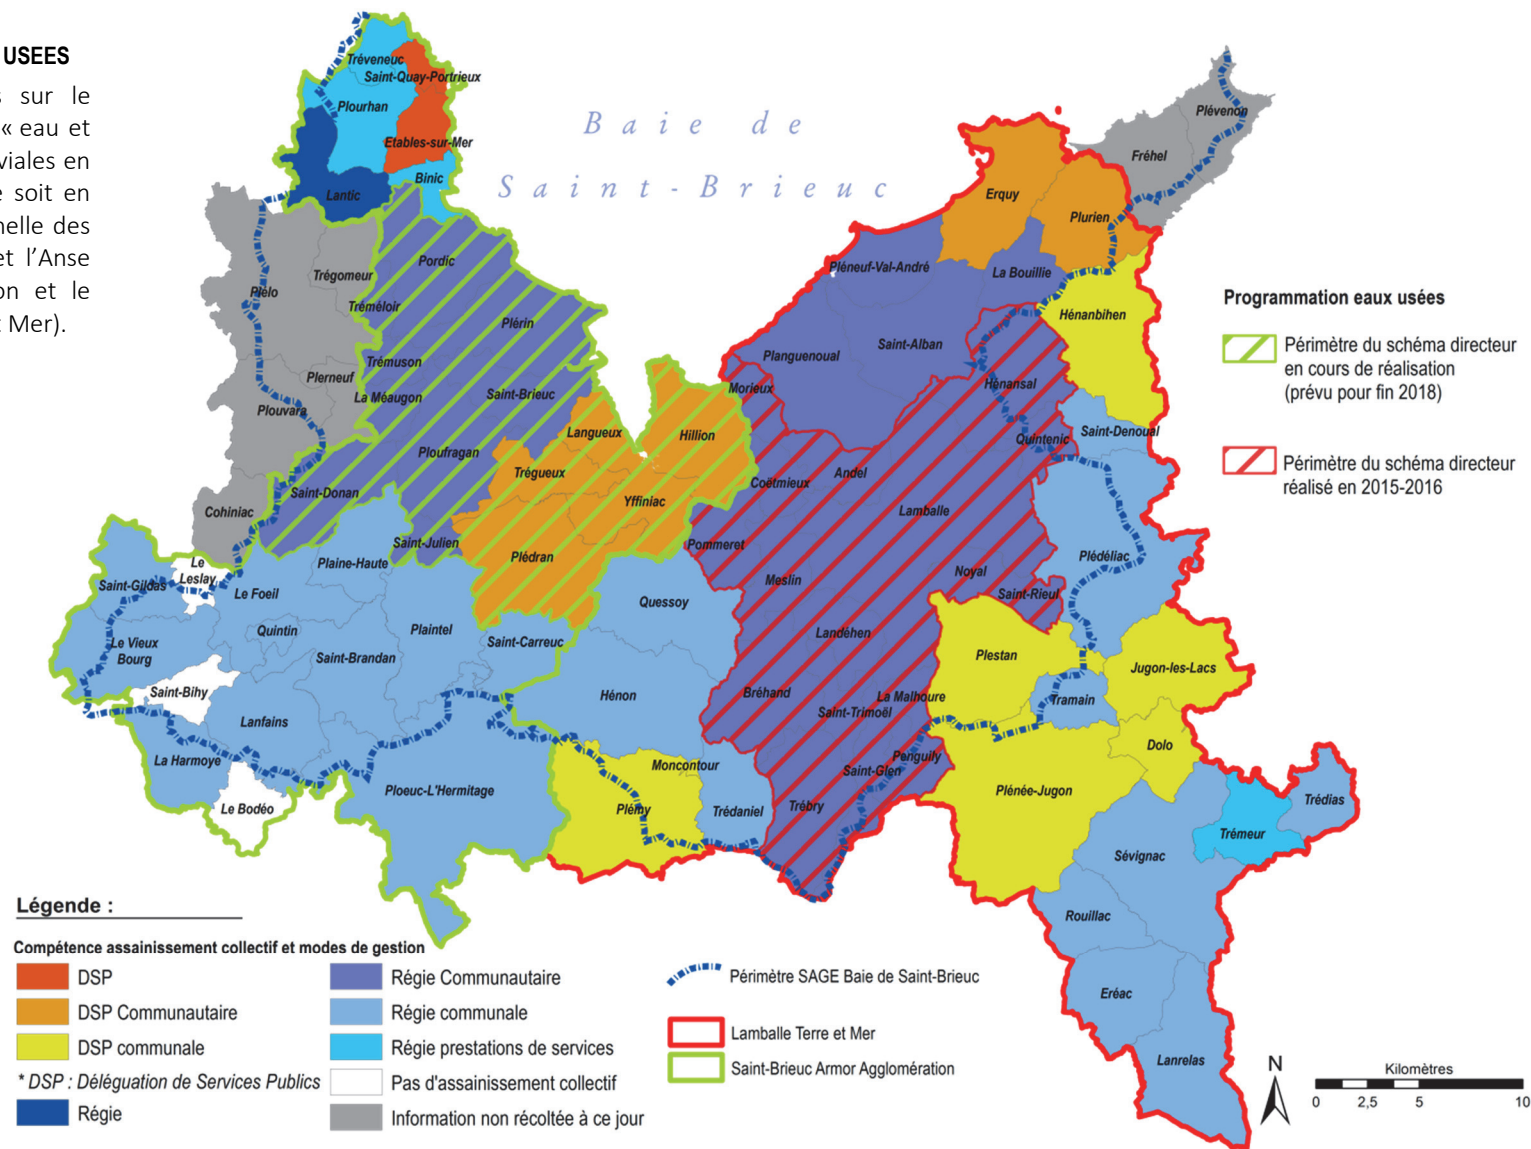 USEES
s sur le
« eau et
viales en
e soit en
nelle des
et l’Anse
on et le
t Mer).
Baie de
Saint-Brieuc
Tréveneuc
Saint-Quay-Portrieux
Plourhan
Etables-sur-Mer
Binic
Lantic
Pordic
Trégomeur
Plélo
Tréméloir
Plérin
Trémuson
Plerneuf
La Méaugon
Saint-Brieuc
Plouvara
Ploufragan
Langueux
Hillion
Trégueux
Yffiniac
Saint-Donan
Cohiniac
Saint-Julien
Plédran
Plaine-Haute
Le
Leslay
Saint-Gildas
Le Foeil
Quessoy
Le Vieux
Bourg
Quintin
Plaintel
Saint-Carreuc
Saint-Brandan
Saint-Bihy
Hénon
Lanfains
La Harmoye
Ploeuc-L'Hermitage
Le Bodéo
Moncontour
Plémy
Trédaniel
Plévenon
Fréhel
Erquy
Plurien
Pléneuf-Val-André
La Bouillie
Hénanbihen
Saint-Alban
Planguenoual
Morieux
Hénansal
Quintenic
Saint-Denoual
Andel
Coëtmieux
Lamballe
Pommeret
Plédéliac
Meslin
Noyal
Saint-Rieul
Landéhen
Plestan
Jugon-les-Lacs
Bréhand
La Malhoure
Saint-Trimoël
Tramain
Dolo
Penguily
Saint-Glen
Trébry
Plénée-Jugon
Trédias
Trémeur
Sévignac
Rouillac
Eréac
Lanrelas
Programmation eaux usées
Périmètre du schéma directeur
en cours de réalisation
(prévu pour fin 2018)
Périmètre du schéma directeur
réalisé en 2015-2016
Légende :
Compétence assainissement collectif et modes de gestion
DSP
DSP Communautaire
DSP communale
* DSP : Déléguation de Services Publics
Régie
Régie Communautaire
Régie communale
Régie prestations de services
Pas d'assainissement collectif
Information non récoltée à ce jour
Périmètre SAGE Baie de Saint-Brieuc
Lamballe Terre et Mer
Saint-Brieuc Armor Agglomération
N
Kilomètres
0 2,5 5 10